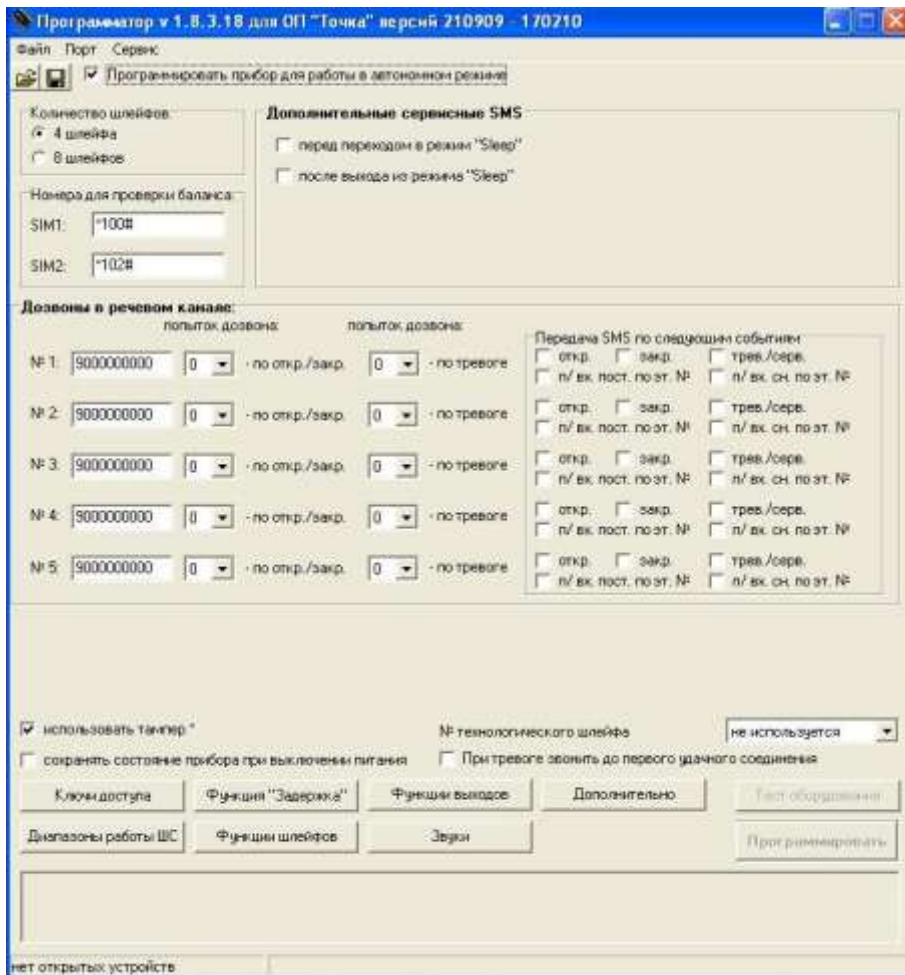 Программатор v 1.8.3.18 для ОП "Точка" версий 210909 - 170210
Файл Порт Сервис
Программировать прибор для работы в автономном режиме
Количество шлейфов
4 шлейфа
8 шлейфов
Дополнительные сервисные SMS
перед переходом в режим "Sleep"
после выхода из режима "Sleep"
Номера для проверки баланса
SIM1: *100#
SIM2: *102#
Дозвоны в речевом канале:
попыток дозвона: попыток дозвона:
Передача SMS по следующим событиям
№ 1: 9000000000 0 - по откр./закр. 0 - по тревоге откр. закр. трев./серв.
п/ вх. пост. по эт. № п/ вх. сн. по эт. №
№ 2: 9000000000 0 - по откр./закр. 0 - по тревоге откр. закр. трев./серв.
п/ вх. пост. по эт. № п/ вх. сн. по эт. №
№ 3: 9000000000 0 - по откр./закр. 0 - по тревоге откр. закр. трев./серв.
п/ вх. пост. по эт. № п/ вх. сн. по эт. №
№ 4: 9000000000 0 - по откр./закр. 0 - по тревоге откр. закр. трев./серв.
п/ вх. пост. по эт. № п/ вх. сн. по эт. №
№ 5: 9000000000 0 - по откр./закр. 0 - по тревоге откр. закр. трев./серв.
п/ вх. пост. по эт. № п/ вх. сн. по эт. №
использовать тампер * № технологического шлейфа не используется
сохранять состояние прибора при выключении питания При тревоге звонить до первого удачного соединения
Ключи доступа Функция "Задержка" Функции выходов Дополнительно Тест оборудования
Диапазоны работы ШС Функции шлейфов Звуки Программировать
нет открытых устройств